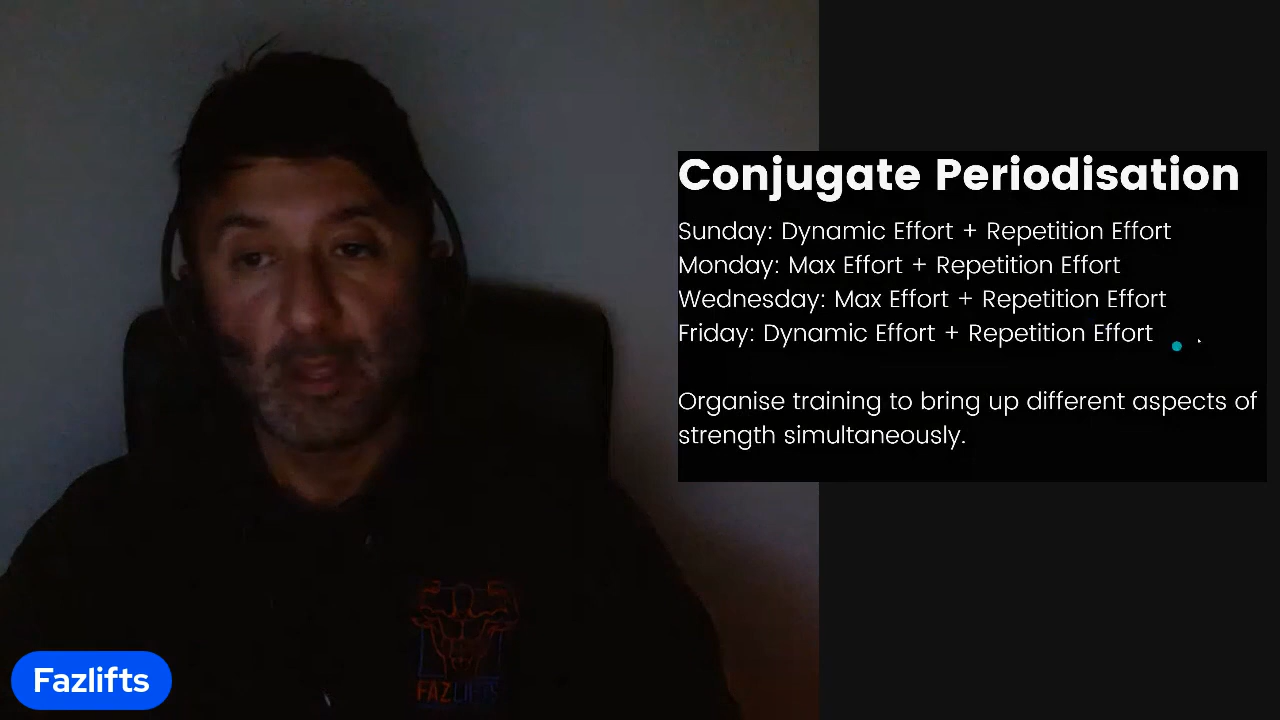 Conjugate Periodisation
Sunday: Dynamic Effort + Repetition Effort
Monday: Max Effort + Repetition Effort
Wednesday: Max Effort + Repetition Effort
Friday: Dynamic Effort + Repetition Effort
Organise training to bring up different aspects of
strength simultaneously.
FAZLIFTS
Fazlifts